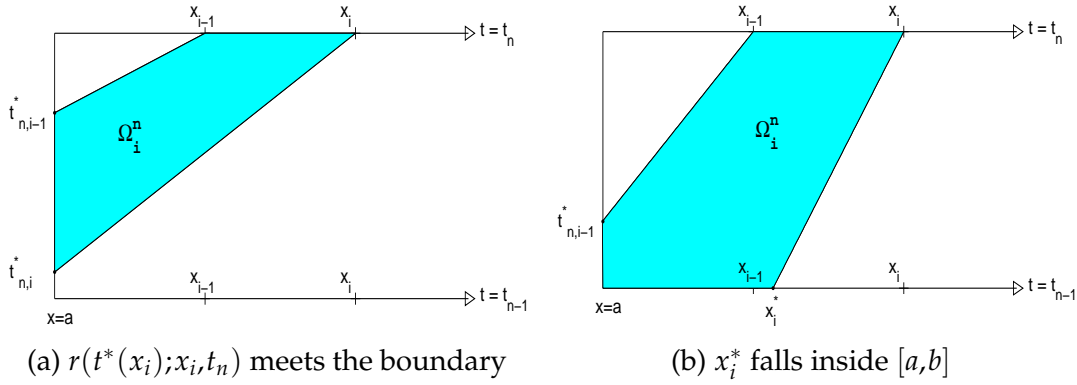 x_{i-1} x_i
t = t_n
t^*_{n,i-1}
Ω^n_i
t^*_{n,i}
x_{i-1} x_i
t = t_{n-1}
x=a
(a) r(t^*(x_i);x_i,t_n) meets the boundary
x_{i-1} x_i
t = t_n
Ω^n_i
t^*_{n,i-1}
x_{i-1} x_i
t = t_{n-1}
x=a
x^*_i
(b) x_i^* falls inside [a,b]